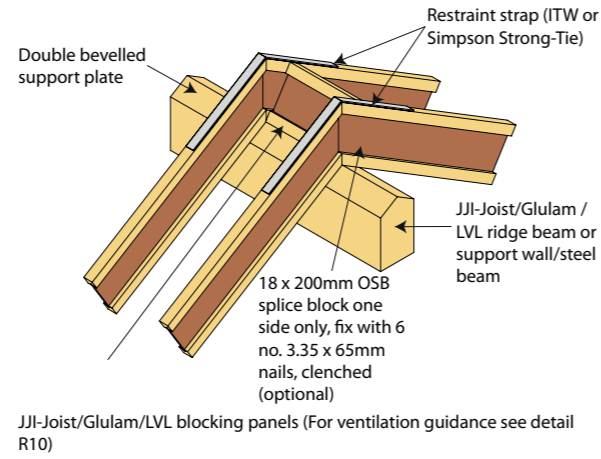 Restraint strap (ITW or
Simpson Strong-Tie)
Double bevelled
support plate
JJI-Joist/Glulam /
LVL ridge beam or
support wall/steel
beam
18 x 200mm OSB
splice block one
side only, fix with 6
no. 3.35 x 65mm
nails, clenched
(optional)
JJI-Joist/Glulam/LVL blocking panels (For ventilation guidance see detail
R10)